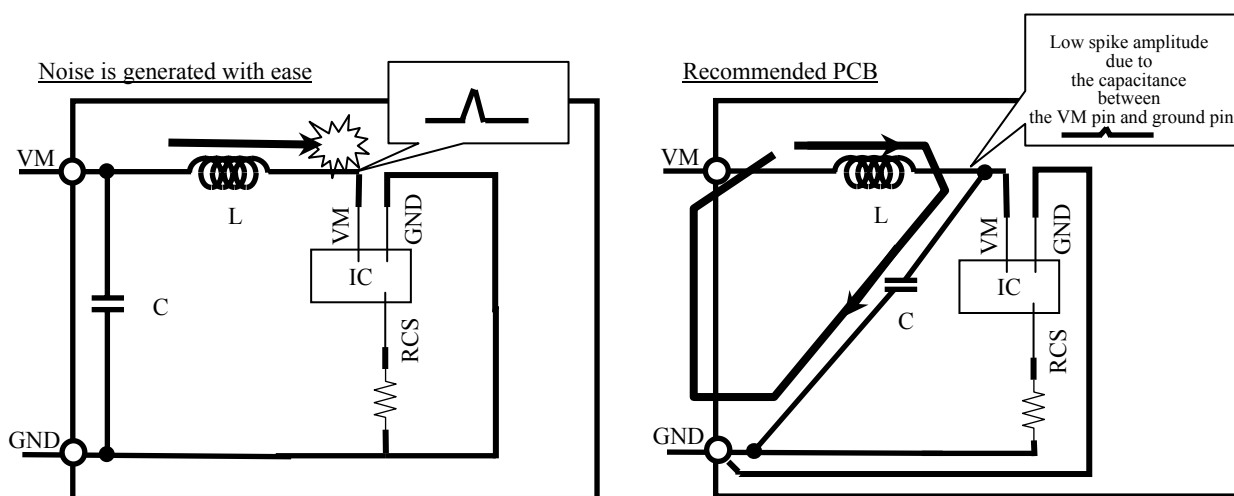 Noise is generated with ease
VM
L
C
VM
GND
IC
RCS
GND
Recommended PCB
Low spike amplitude
due to
the capacitance
between
the VM pin and ground pin
VM
L
C
VM
GND
IC
RCS
GND